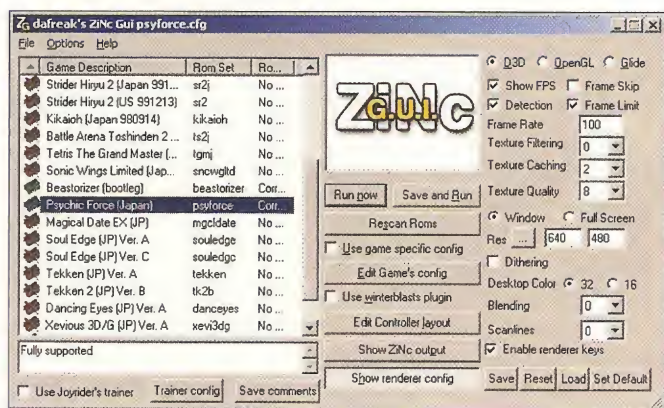 dafreak's ZiNc Gui psyforce.cfg
File Options Help
Game Description Rom Set Ro...
Strider Hiryu 2 (Japan 991... sr2j No ...
Strider Hiryu 2 (US 991213) sr2 No ...
Kikaioh (Japan 980914) kikaioh No ...
Battle Arena Toshinden 2 ... ts2j No ...
Tetris The Grand Master (... tgmj No ...
Sonic Wings Limited (Jap... sncwgltd No ...
Beastorizer (bootleg) beastorizer Corr...
Psychic Force (Japan) psyforce Corr...
Magical Date EX (JP) mgcldate No ...
Soul Edge (JP) Ver. A souledge No ...
Soul Edge (JP) Ver. C souledgc No ...
Tekken (JP) Ver. A tekken No ...
Tekken 2 (JP) Ver. B tk2b No ...
Dancing Eyes (JP) Ver. A danceyes No ...
Xevious 3D/G (JP) Ver. A xevi3dg No ...
Fully supported
Use Joyrider's trainer Trainer config Save comments
ZiNc
G.U.I.
Run now Save and Run
Rescan Roms
Use game specific config
Edit Game's config
Use winterblasts plugin
Edit Controller layout
Show ZiNc output
Show renderer config
D3D OpenGL Glide
Show FPS Frame Skip
Detection Frame Limit
Frame Rate 100
Texture Filtering 0
Texture Caching 2
Texture Quality 8
Window Full Screen
Res ... 640 480
Dithering
Desktop Color 32 16
Blending 0
Scanlines 0
Enable renderer keys
Save Reset Load Set Default